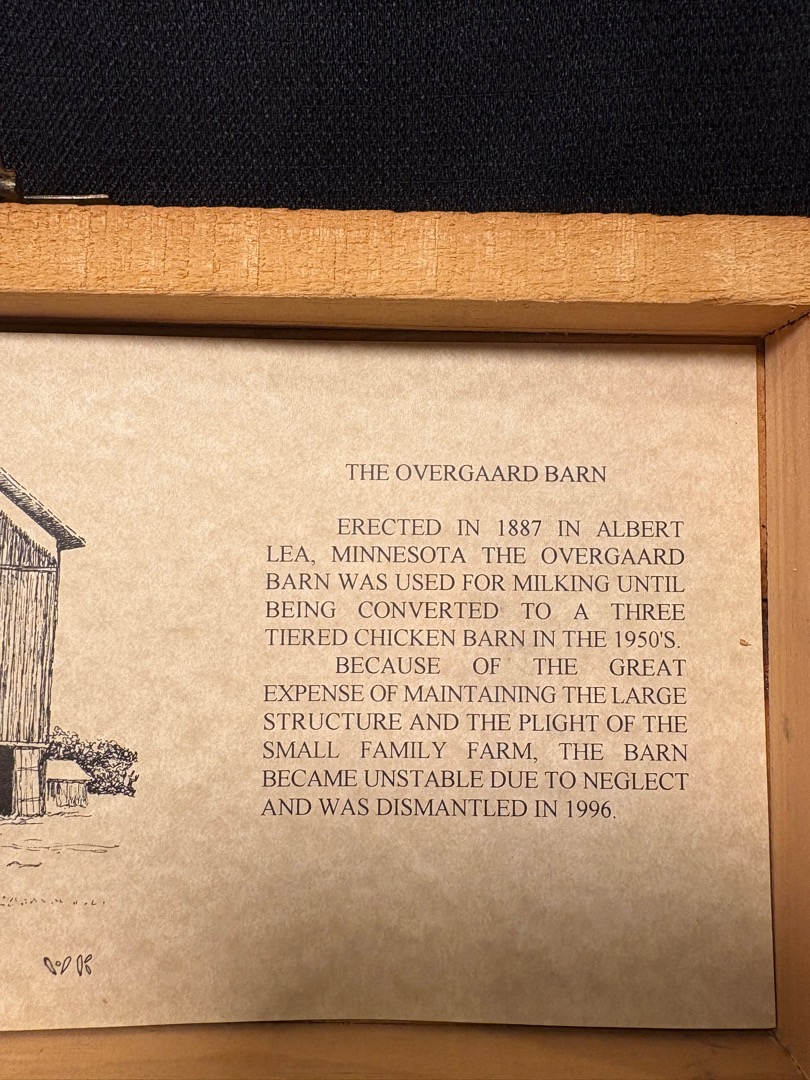 THE OVERGAARD BARN
ERECTED IN 1887 IN ALBERT
LEA, MINNESOTA THE OVERGAARD
BARN WAS USED FOR MILKING UNTIL
BEING CONVERTED TO A THREE
TIERED CHICKEN BARN IN THE 1950'S.
BECAUSE OF THE GREAT
EXPENSE OF MAINTAINING THE LARGE
STRUCTURE AND THE PLIGHT OF THE
SMALL FAMILY FARM, THE BARN
BECAME UNSTABLE DUE TO NEGLECT
AND WAS DISMANTLED IN 1996.